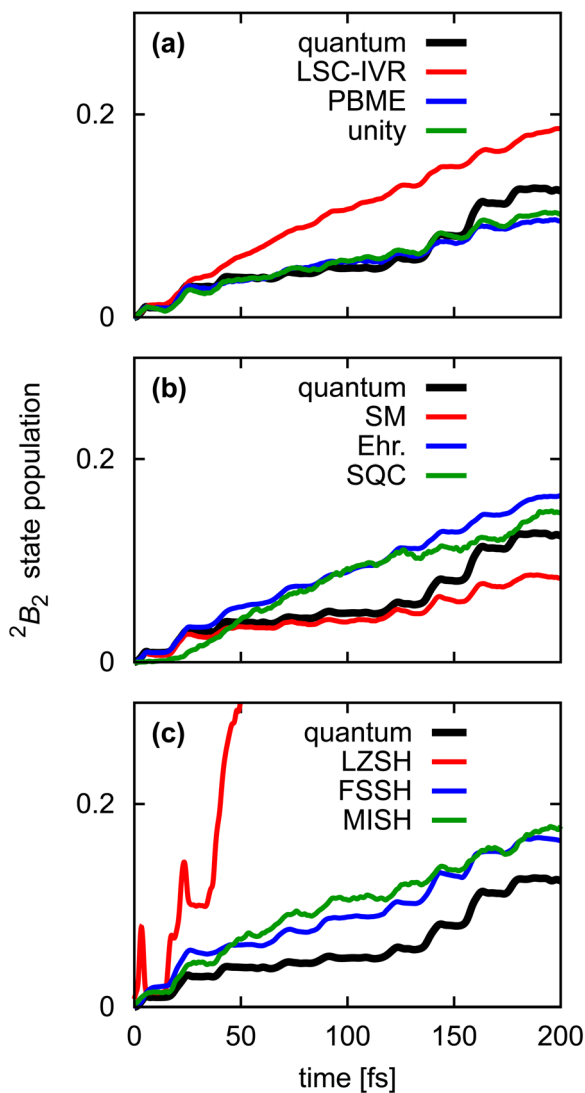 (a)
quantum
LSC-IVR
PBME
unity
0.2
0
(b)
quantum
SM
Ehr.
SQC
0.2
0
²B₂ state population
(c)
quantum
LZSH
FSSH
MISH
0.2
0
0 50 100 150 200
time [fs]